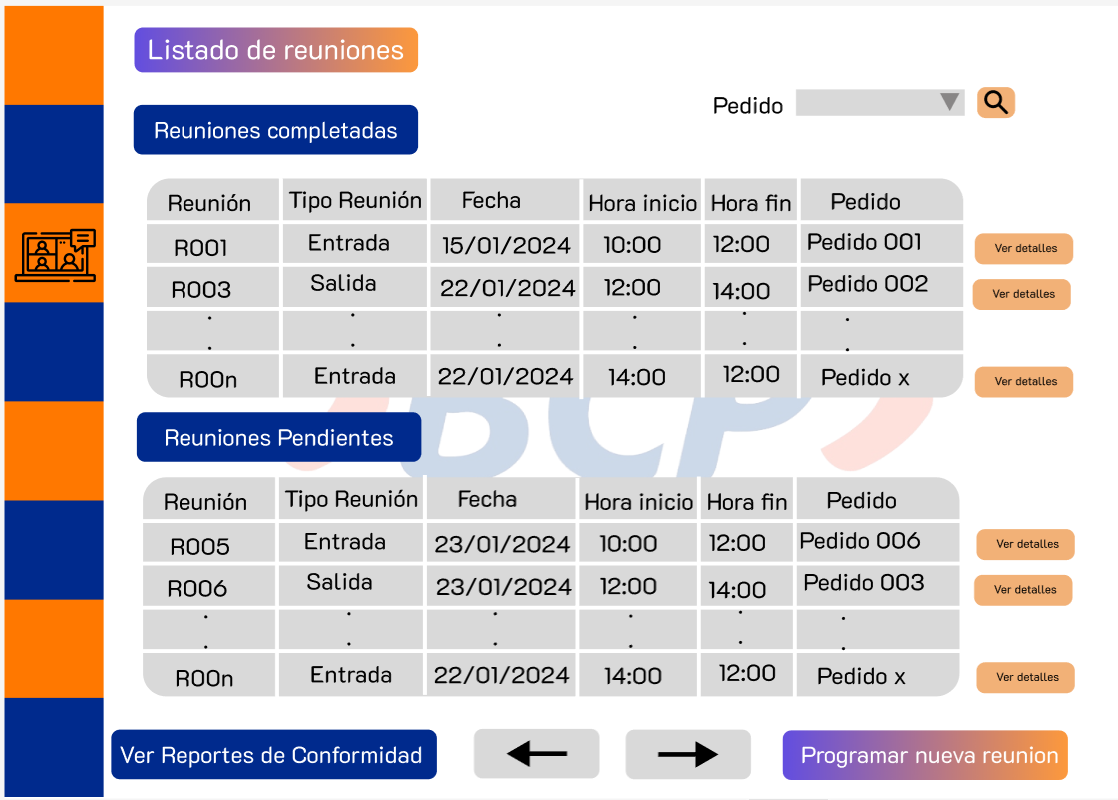 Listado de reuniones
Pedido
Reuniones completadas
Reunión Tipo Reunión Fecha Hora inicio Hora fin Pedido
R001 Entrada 15/01/2024 10:00 12:00 Pedido 001 Ver detalles
R003 Salida 22/01/2024 12:00 14:00 Pedido 002 Ver detalles
. . . . . .
. . . . . .
R00n Entrada 22/01/2024 14:00 12:00 Pedido x Ver detalles
BCP
Reuniones Pendientes
Reunión Tipo Reunión Fecha Hora inicio Hora fin Pedido
R005 Entrada 23/01/2024 10:00 12:00 Pedido 006 Ver detalles
R006 Salida 23/01/2024 12:00 14:00 Pedido 003 Ver detalles
. . . . . .
. . . . . .
R00n Entrada 22/01/2024 14:00 12:00 Pedido x Ver detalles
Ver Reportes de Conformidad
Programar nueva reunion